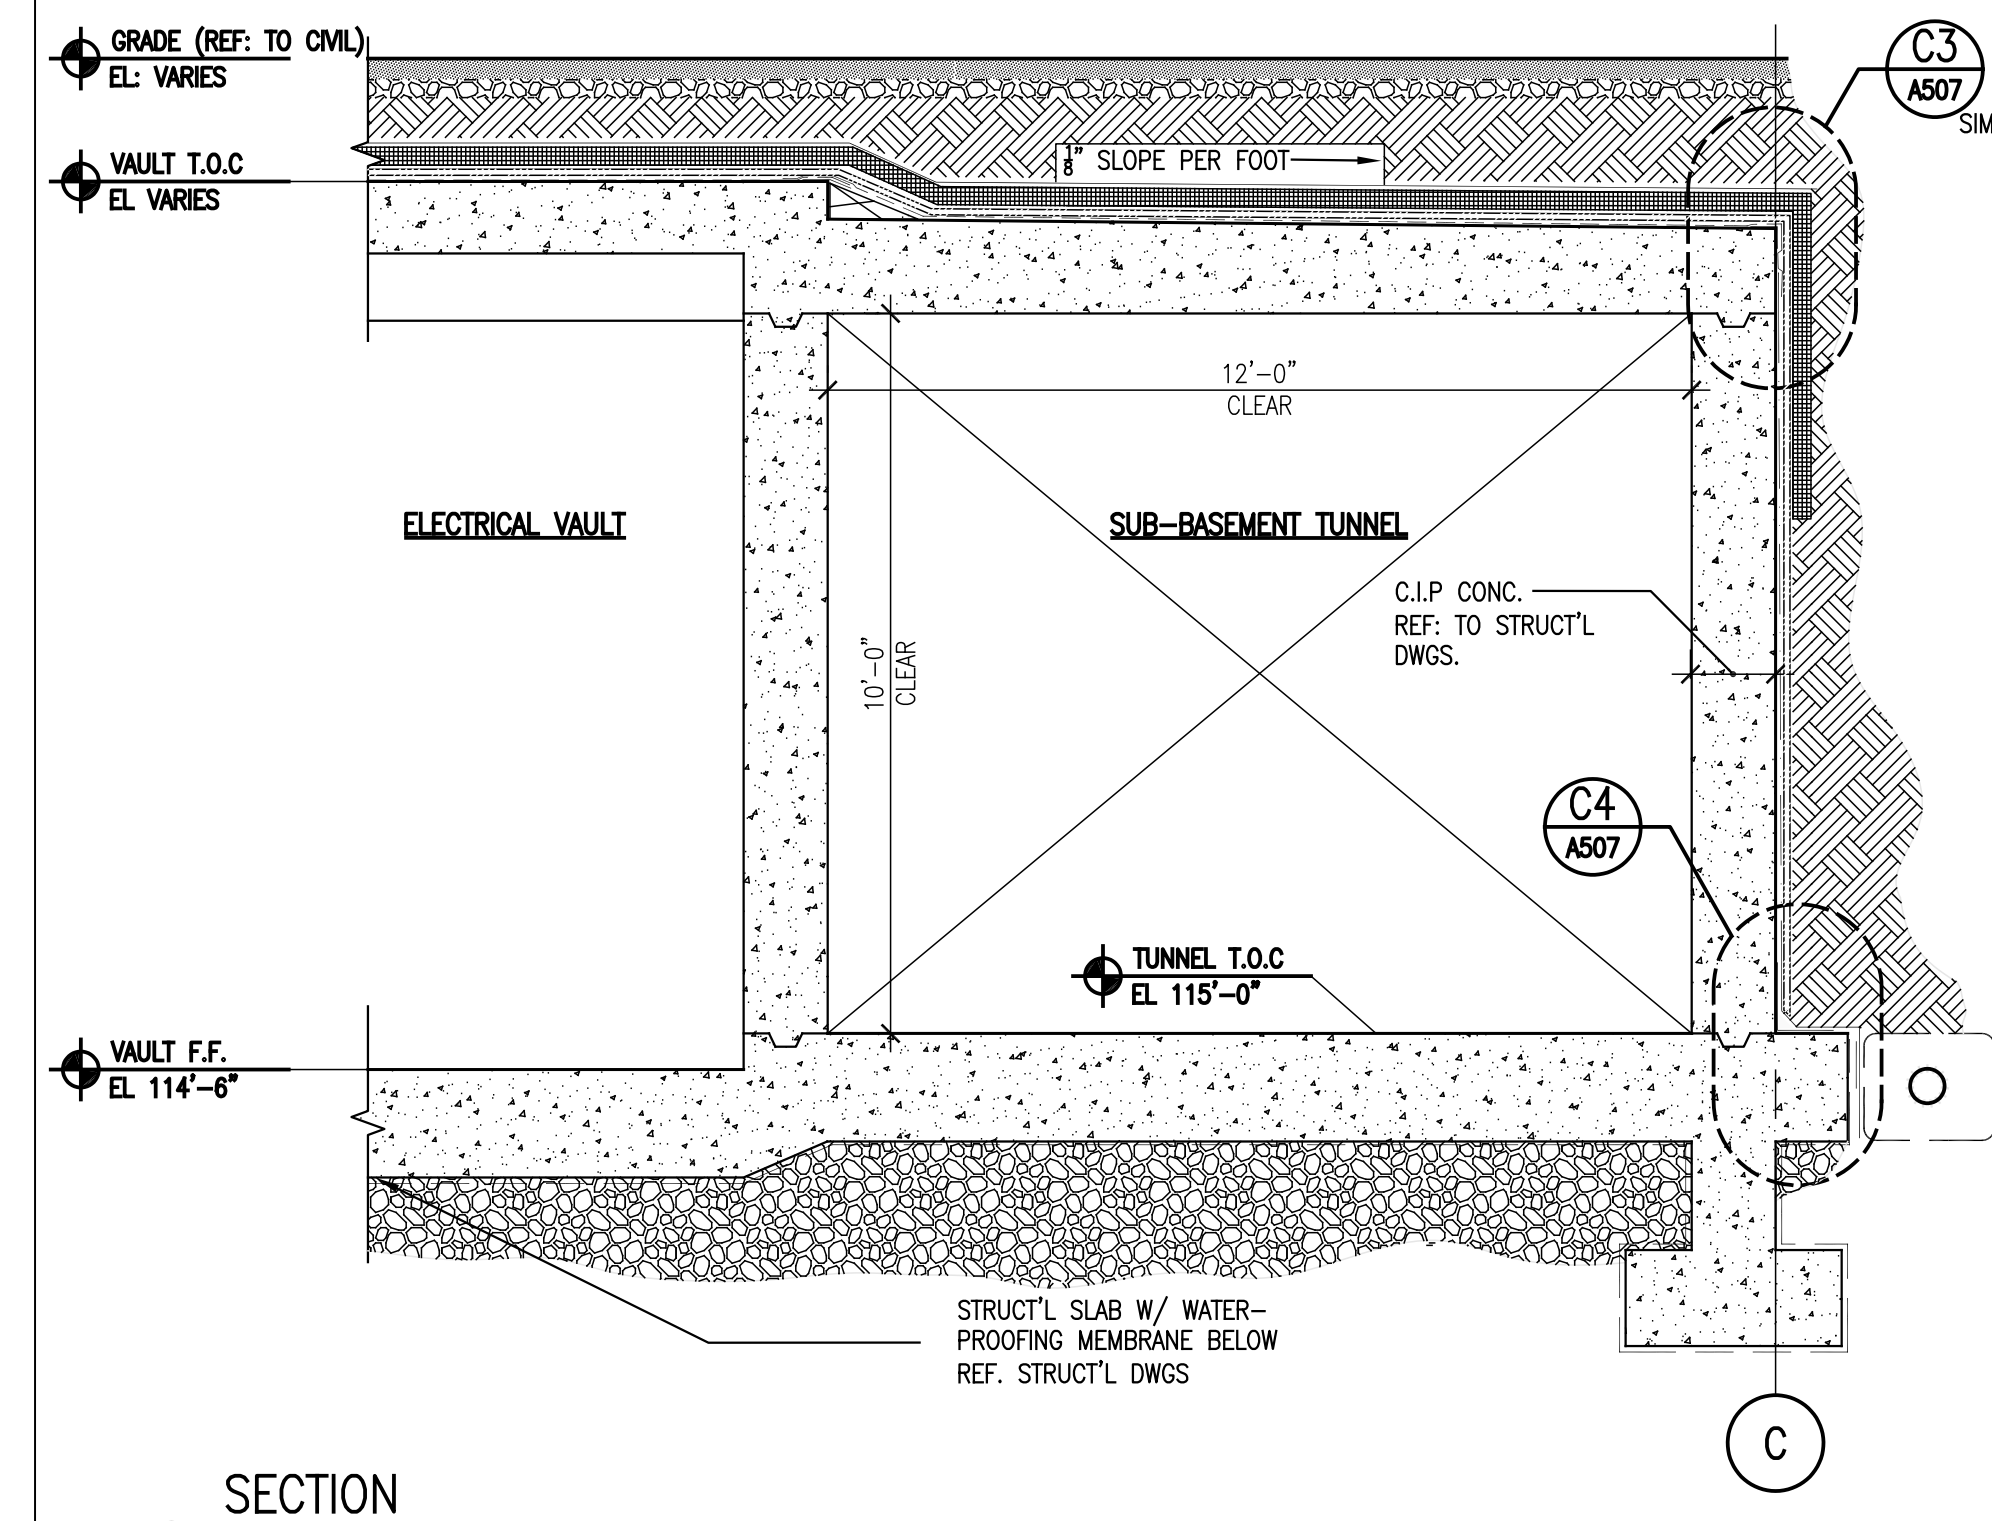 GRADE (REF: TO CIVIL)
EL: VARIES
C3
A507
SIM
VAULT T.O.C
EL VARIES
1/8" SLOPE PER FOOT
12'-0"
CLEAR
ELECTRICAL VAULT
SUB-BASEMENT TUNNEL
C.I.P CONC.
REF: TO STRUCT'L
DWGS.
10'-0"
CLEAR
C4
A507
TUNNEL T.O.C
EL 115'-0"
VAULT F.F.
EL 114'-6"
STRUCT'L SLAB W/ WATER-
PROOFING MEMBRANE BELOW
REF. STRUCT'L DWGS
C
SECTION